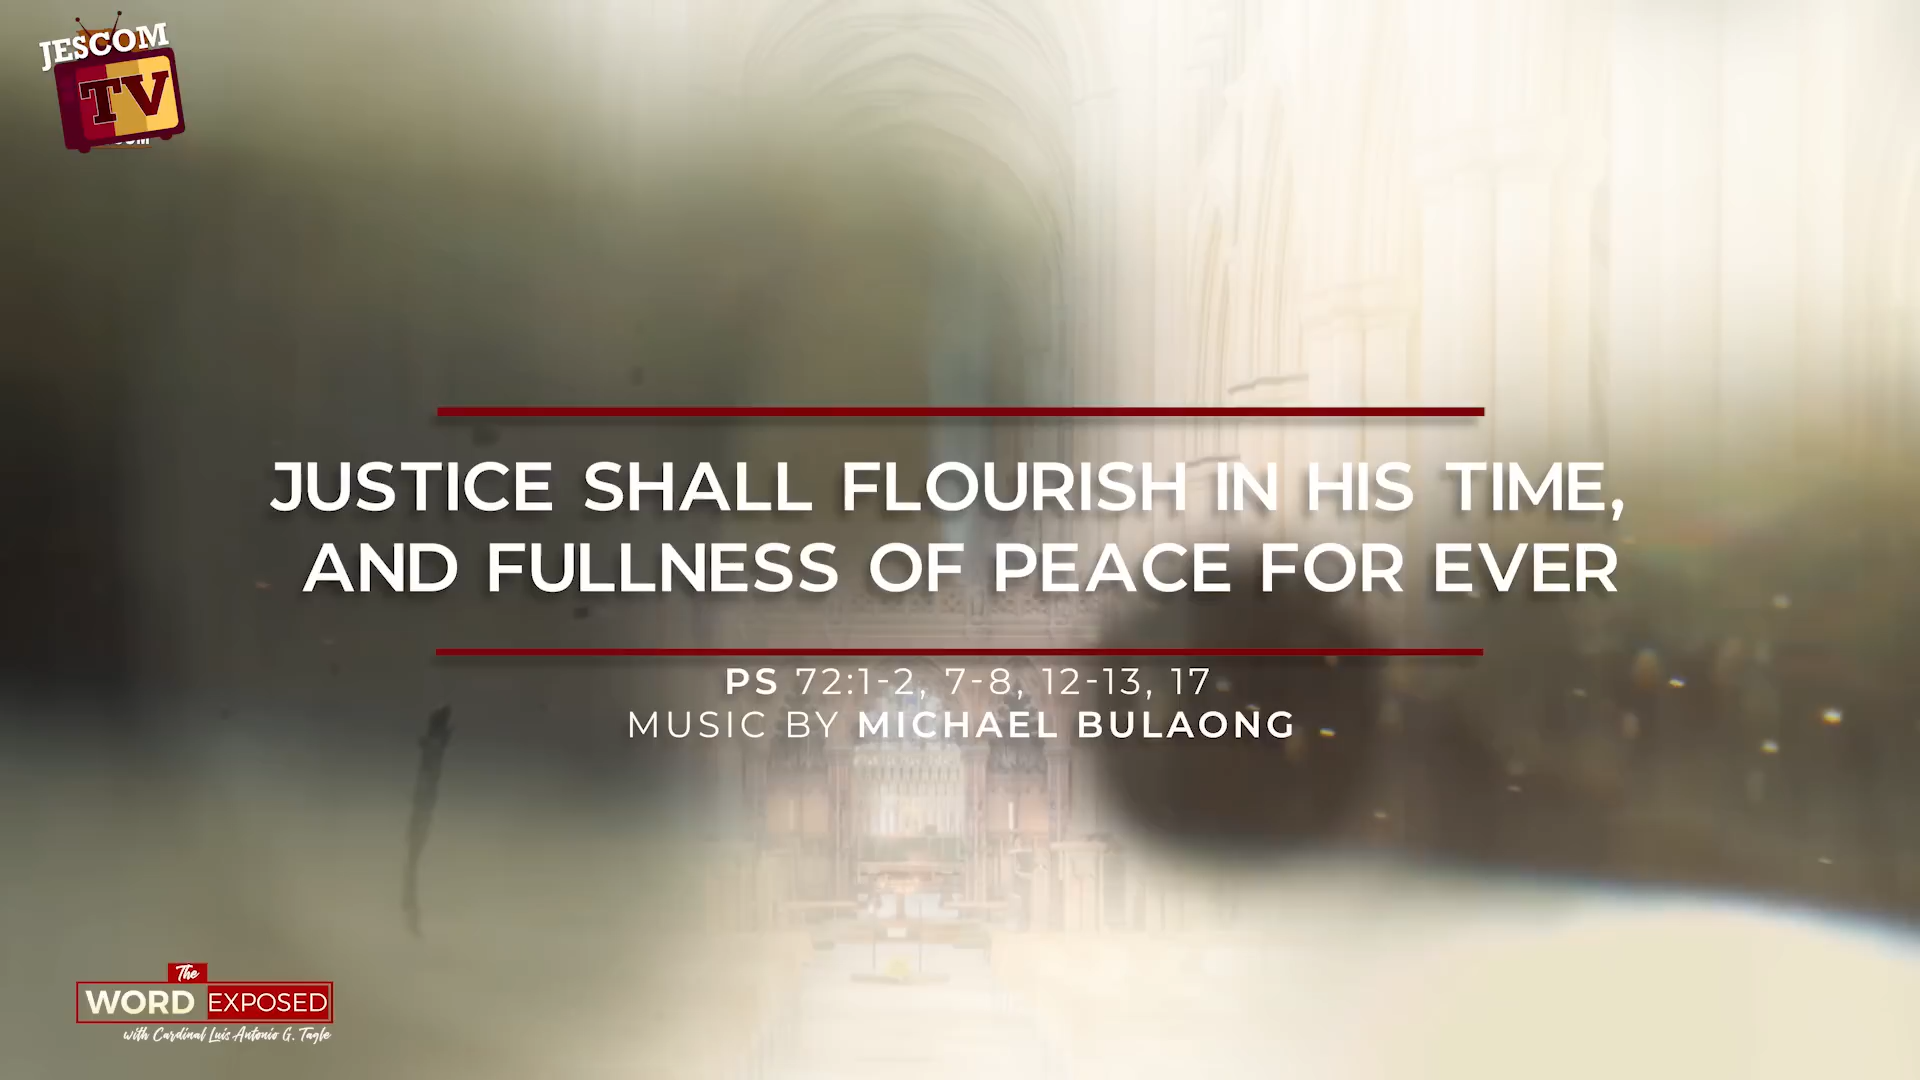 JESCOM
TV
JUSTICE SHALL FLOURISH IN HIS TIME,
AND FULLNESS OF PEACE FOR EVER
PS 72:1-2, 7-8, 12-13, 17
MUSIC BY MICHAEL BULAONG
The
WORD EXPOSED
with Cardinal Luis Antonio G. Tagle